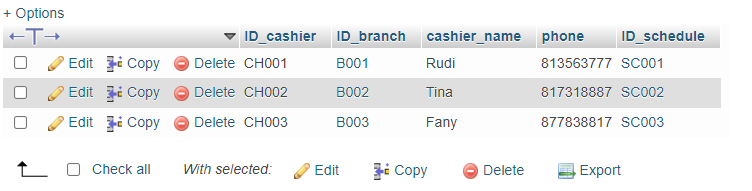 + Options
ID_cashier ID_branch cashier_name phone ID_schedule
Edit Copy Delete CH001 B001 Rudi 813563777 SC001
Edit Copy Delete CH002 B002 Tina 817318887 SC002
Edit Copy Delete CH003 B003 Fany 877838817 SC003
Check all With selected: Edit Copy Delete Export